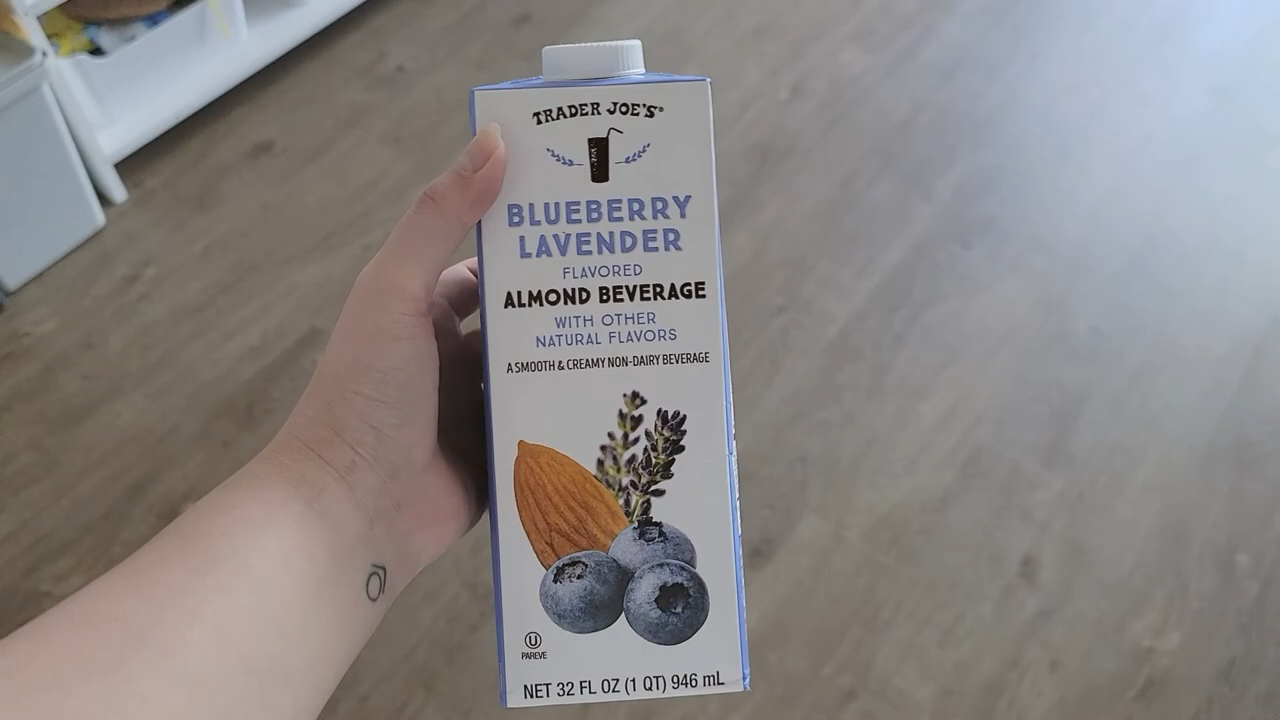 TRADER JOE'S®
BLUEBERRY
LAVENDER
FLAVORED
ALMOND BEVERAGE
WITH OTHER
NATURAL FLAVORS
A SMOOTH & CREAMY NON-DAIRY BEVERAGE
U
PAREVE
NET 32 FL OZ (1 QT) 946 mL